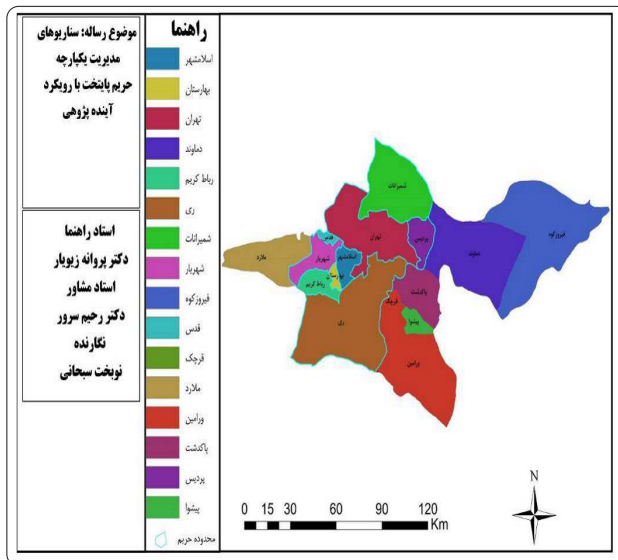 موضوع رساله: سناریوهای
مدیریت یکپارچه
حریم پایتخت با رویکرد
آینده پژوهی
استاد راهنما
دکتر پروانه زیویار
استاد مشاور
دکتر رحیم سرور
نگارنده
نوبخت سبحانی
راهنما
اسلامشهر
بهارستان
تهران
دماوند
رباط کریم
ری
شمیرانات
شهریار
فیروزکوه
قدس
قرچک
ملارد
ورامین
پاکدشت
پردیس
پیشوا
محدوده حریم
شمیرانات
فیروزکوه
تهران
پردیس
دماوند
قدس
شهریار
اسلامشهر
ملارد
رباط کریم
پاکدشت
قرچک
پیشوا
ری
ورامین
N
0 15 30 60 90 120
Km